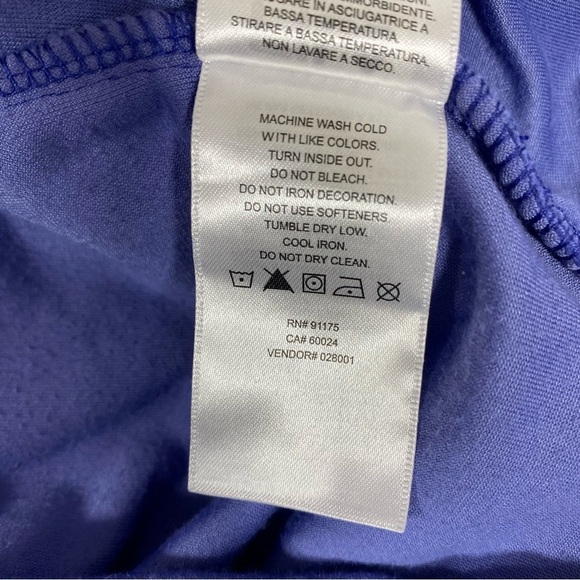 BASSA TEMPERATURA.
STIRARE A BASSA TEMPERATURA.
NON LAVARE A SECCO.
MACHINE WASH COLD
WITH LIKE COLORS.
TURN INSIDE OUT.
DO NOT BLEACH.
DO NOT IRON DECORATION.
DO NOT USE SOFTENERS
TUMBLE DRY LOW.
COOL IRON.
DO NOT DRY CLEAN.
RN# 91175
CA# 60024
VENDOR# 028001